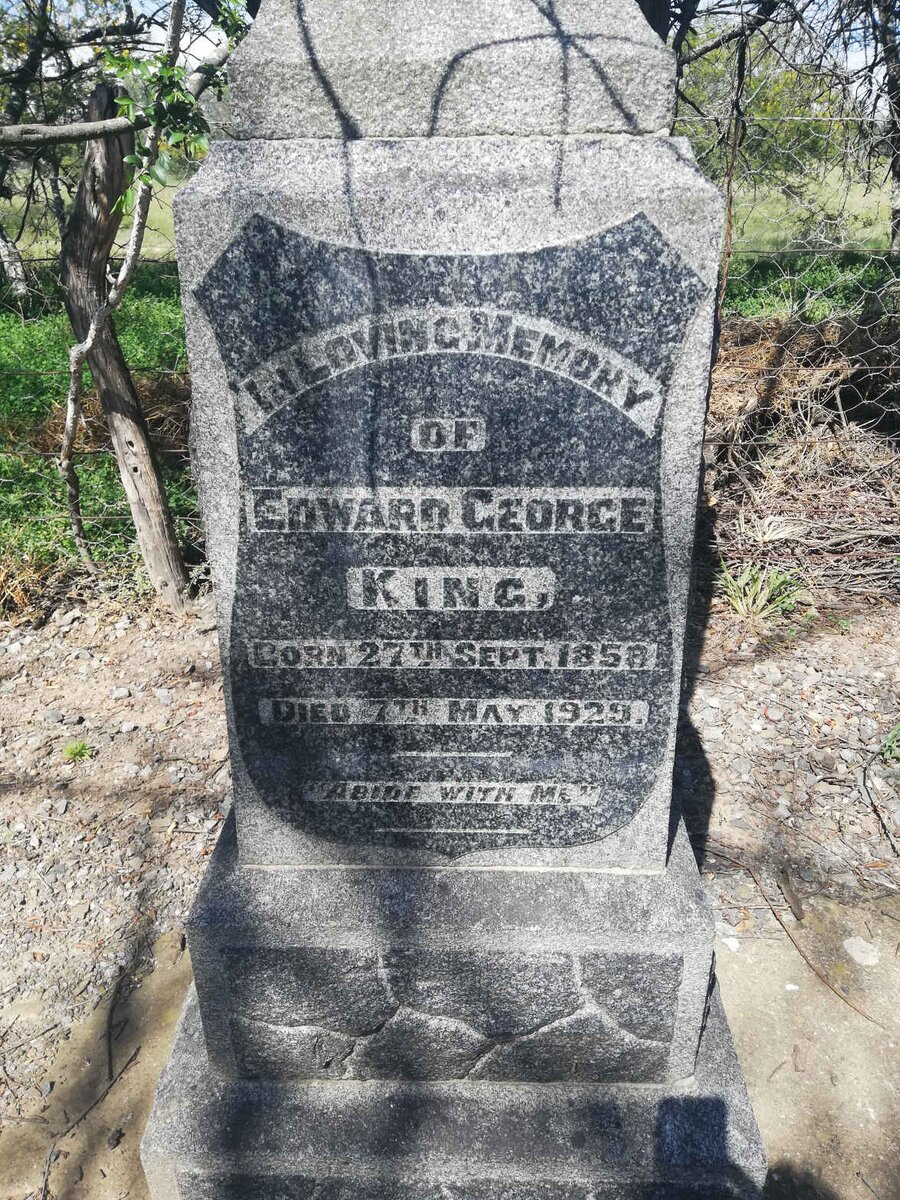 IN LOVING MEMORY
OF
EDWARD GEORGE
KING,
BORN 27TH SEPT. 1858.
DIED 7TH MAY 1929.
"ABIDE WITH ME"